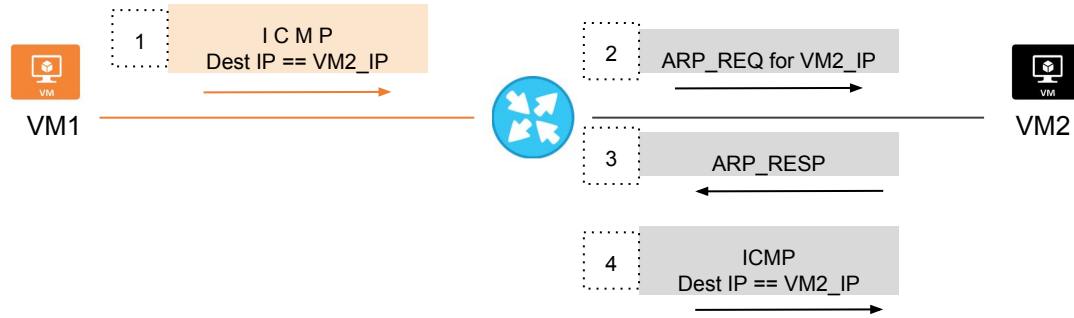 1
I C M P
Dest IP == VM2_IP
VM
VM1
2
ARP_REQ for VM2_IP
VM
VM2
3
ARP_RESP
4
ICMP
Dest IP == VM2_IP